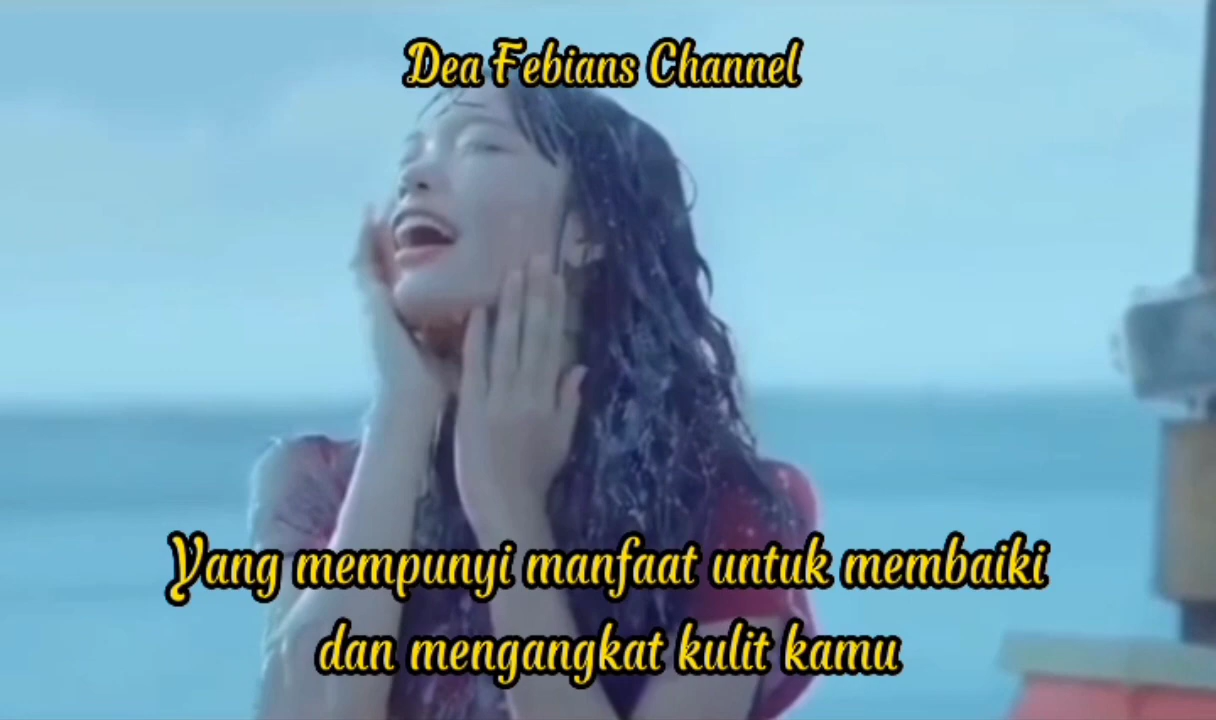 Dea Febians Channel
Yang mempunyi manfaat untuk membaiki
dan mengangkat kulit kamu